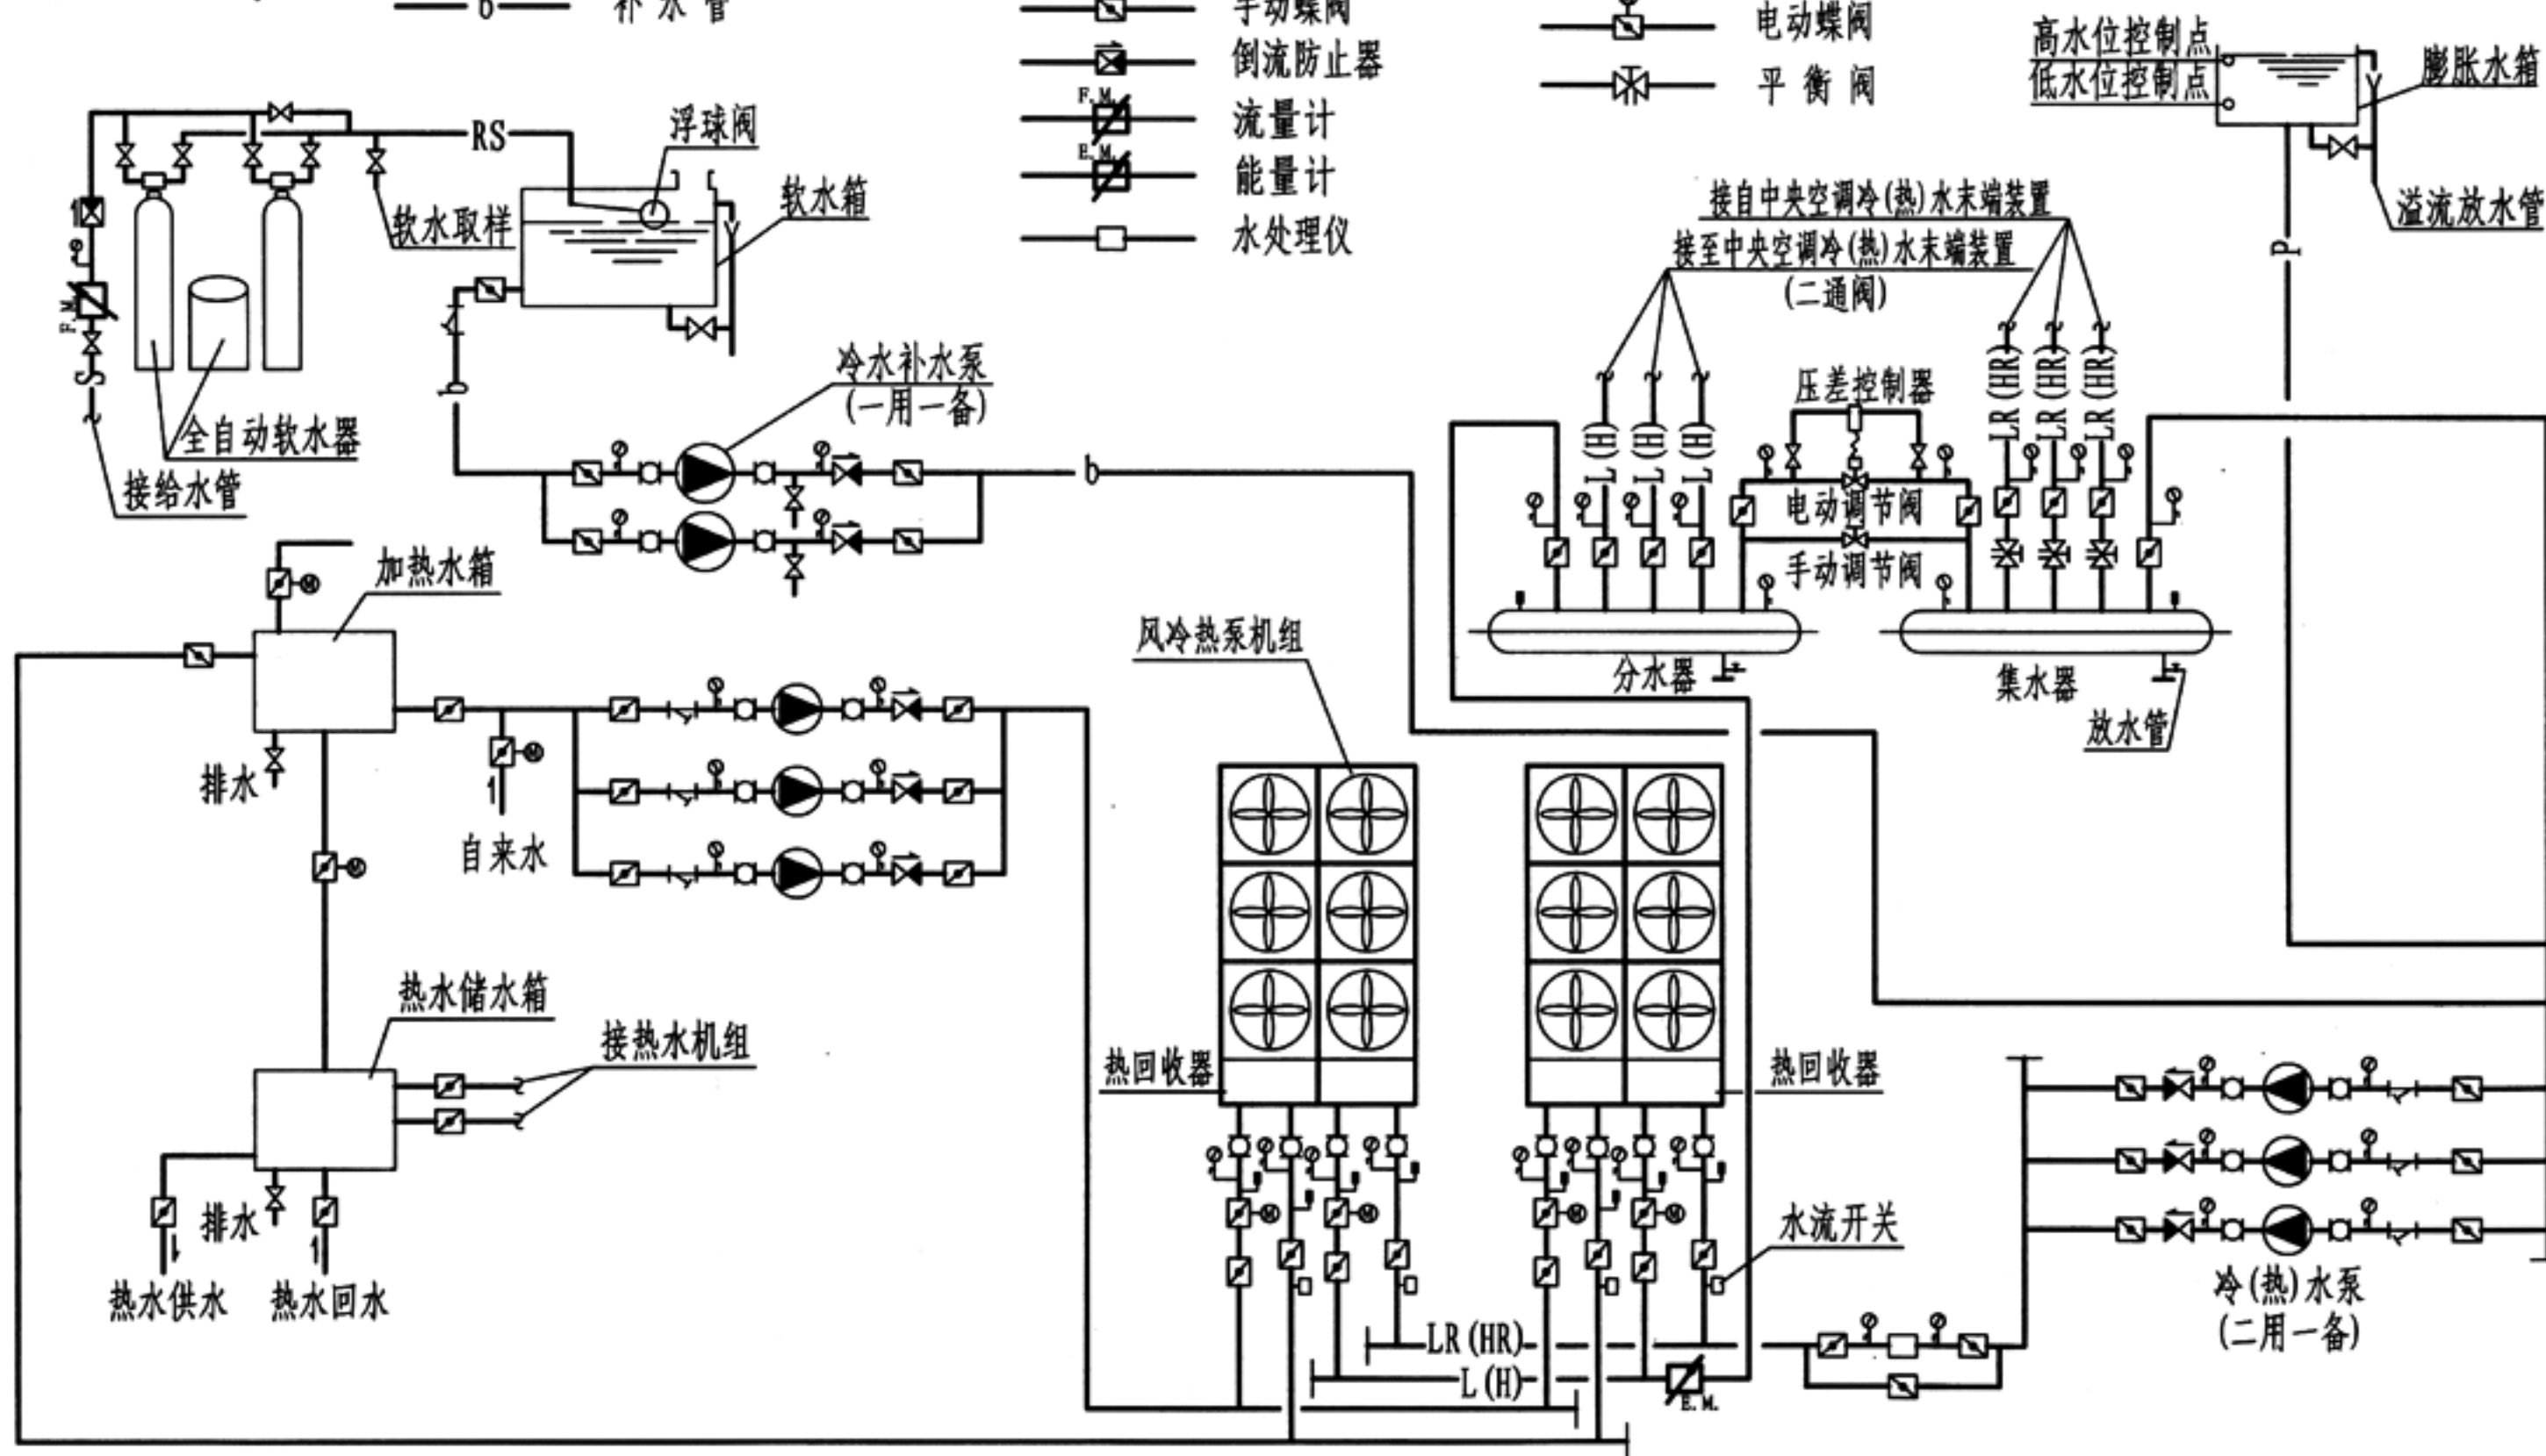 b 补水管
手动蝶阀
电动蝶阀
倒流防止器
平衡阀
F.M.
流量计
E.M.
能量计
水处理仪
高水位控制点
低水位控制点
膨胀水箱
溢流放水管
P
RS
浮球阀
软水箱
软水取样
F.M.
S
全自动软水器
接给水管
b
冷水补水泵
(一用一备)
b
接自中央空调冷(热)水末端装置
接至中央空调冷(热)水末端装置
(二通阀)
L(H)
L(H)
L(H)
压差控制器
LR(HR)
LR(HR)
LR(HR)
电动调节阀
手动调节阀
分水器
集水器
放水管
加热水箱
M
排水
M
自来水
M
风冷热泵机组
热水储水箱
接热水机组
热回收器
热回收器
排水
热水供水
热水回水
M
M
M
M
水流开关
LR(HR)
L(H)
E.M.
冷(热)水泵
(二用一备)